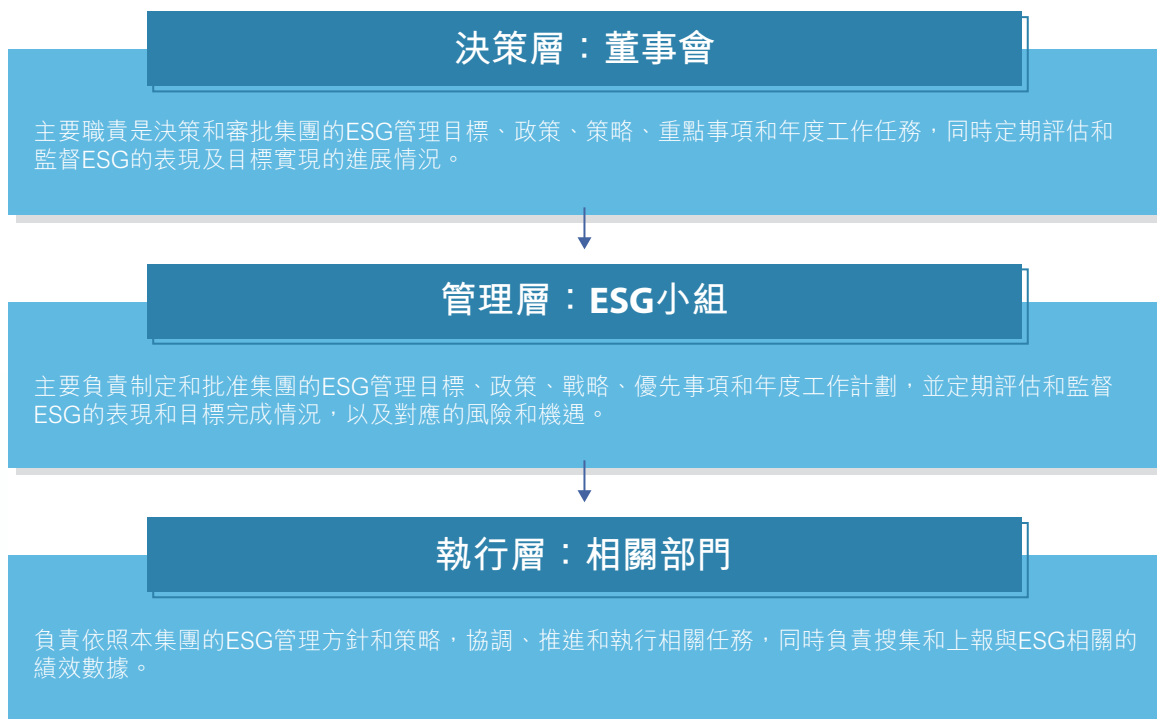 決策層：董事會
主要職責是決策和審批集團的ESG管理目標、政策、策略、重點事項和年度工作任務，同時定期評估和
監督ESG的表現及目標實現的進展情況。
管理層：ESG小組
主要負責制定和批准集團的ESG管理目標、政策、戰略、優先事項和年度工作計劃，並定期評估和監督
ESG的表現和目標完成情況，以及對應的風險和機遇。
執行層：相關部門
負責依照本集團的ESG管理方針和策略，協調、推進和執行相關任務，同時負責搜集和上報與ESG相關的
績效數據。